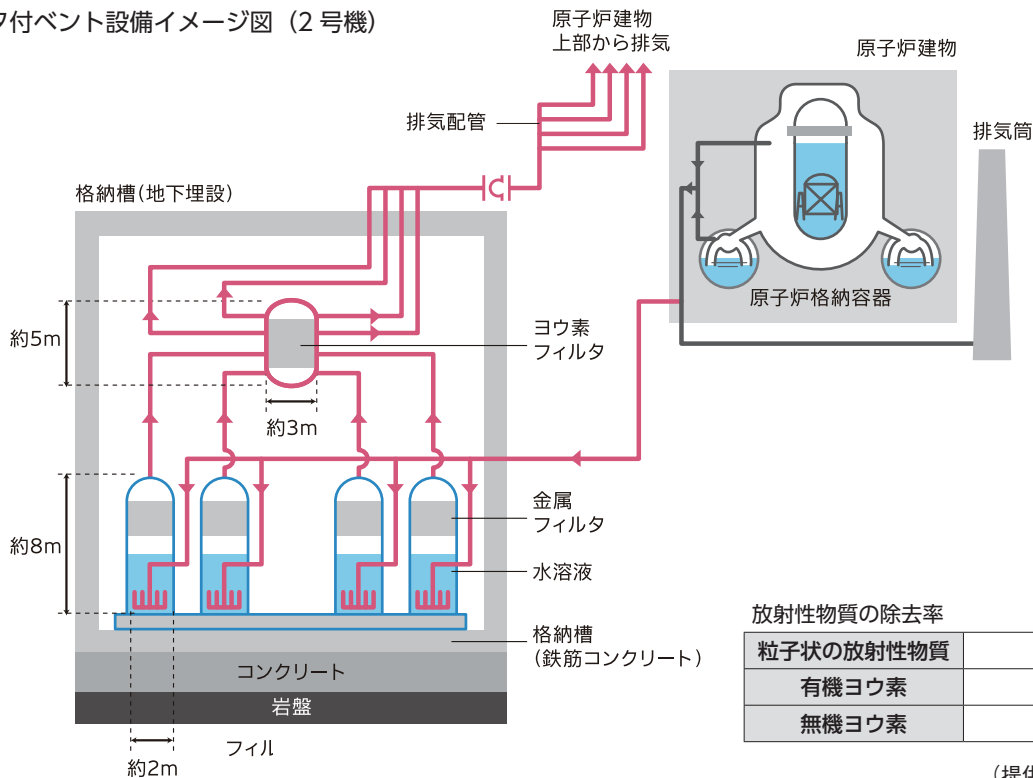 タ付ベント設備イメージ図（2号機）
原子炉建物
上部から排気
原子炉建物
排気配管
排気筒
格納槽（地下埋設）
原子炉格納容器
約5m
ヨウ素
フィルタ
約3m
金属
フィルタ
約8m
水溶液
放射性物質の除去率
格納槽
（鉄筋コンクリート）
粒子状の放射性物質
コンクリート
有機ヨウ素
岩盤
無機ヨウ素
フィル
約2m
（提供